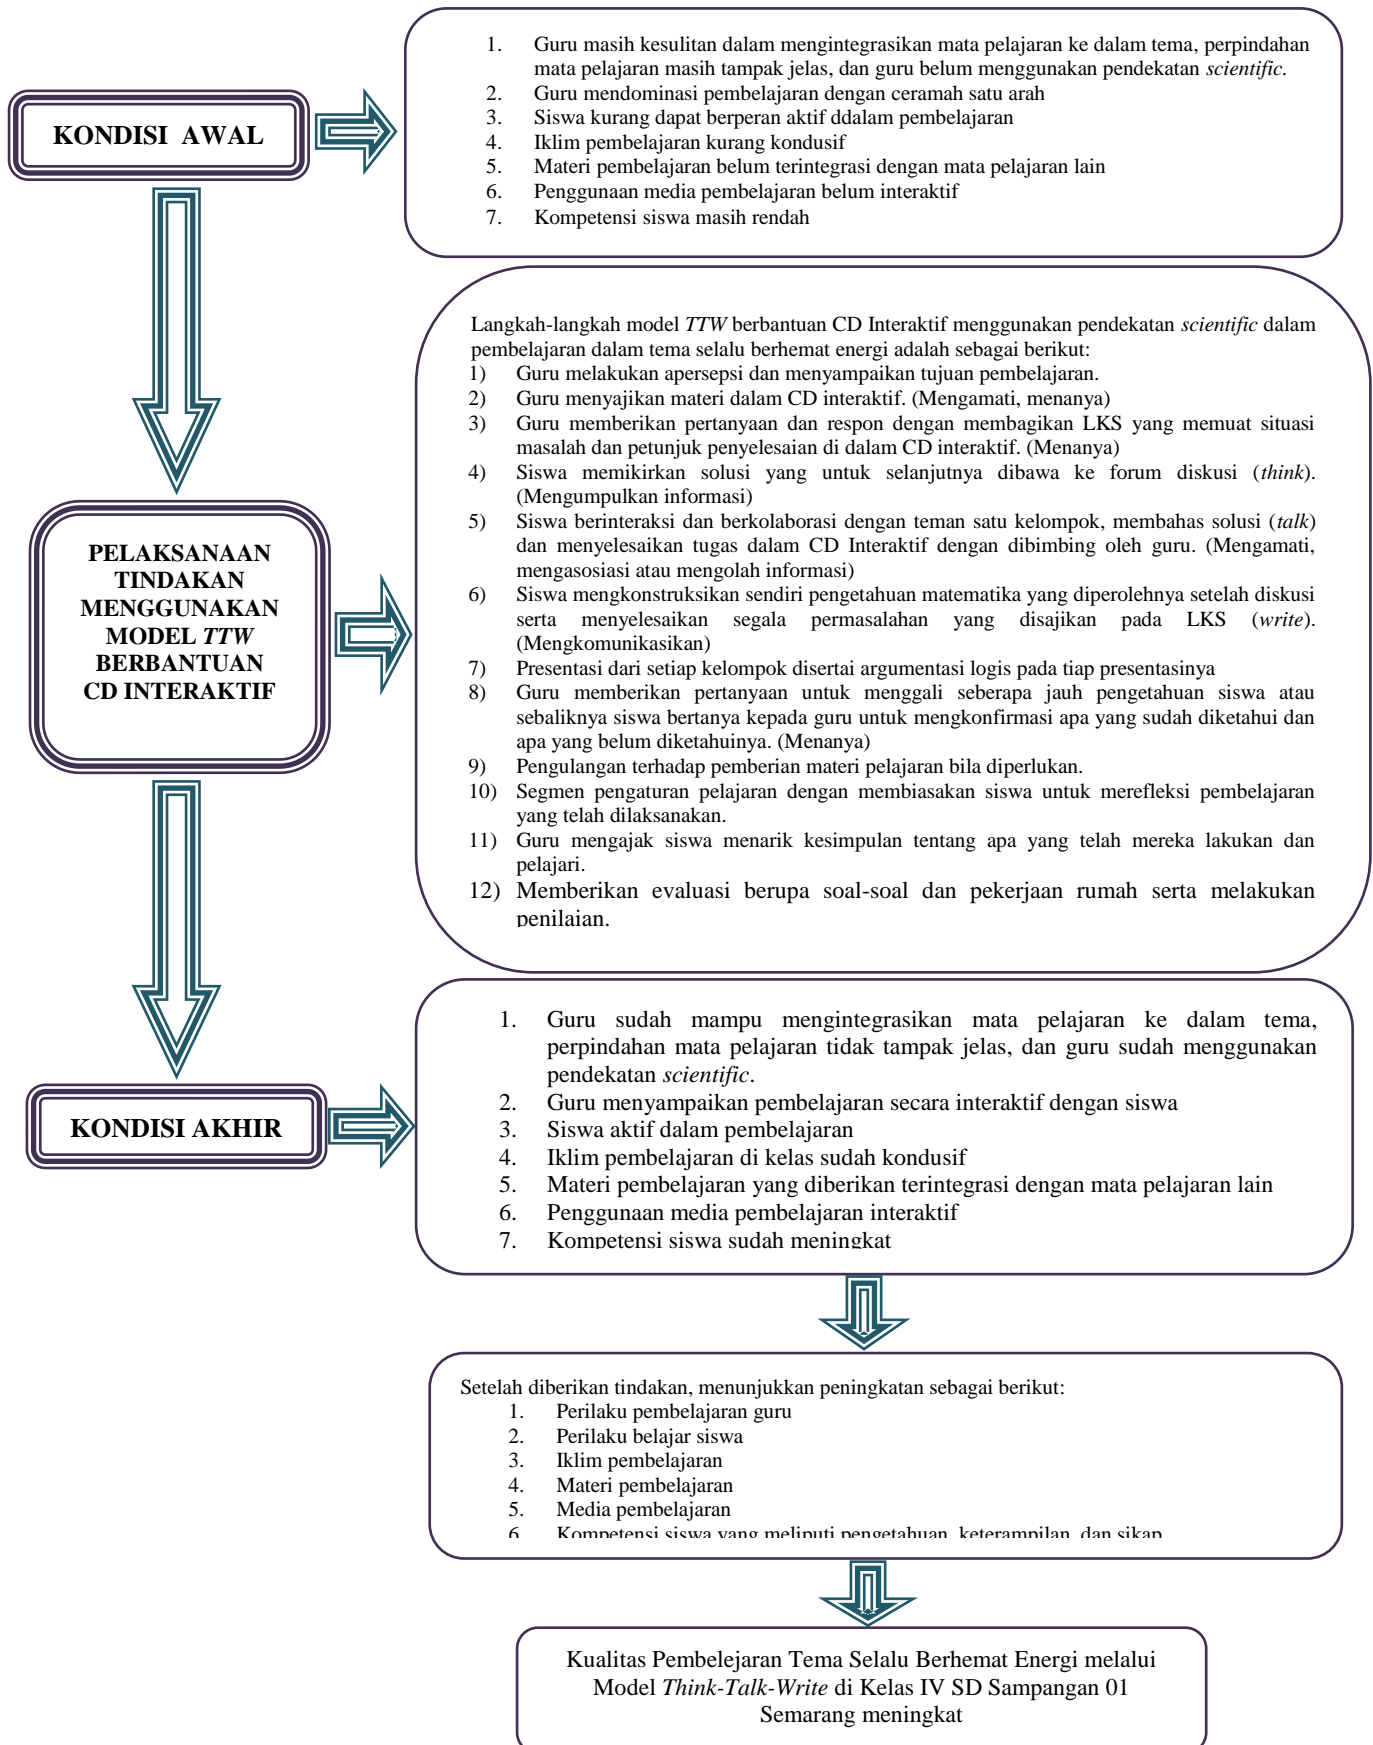 KONDISI AWAL
1. Guru masih kesulitan dalam mengintegrasikan mata pelajaran ke dalam tema, perpindahan
mata pelajaran masih tampak jelas, dan guru belum menggunakan pendekatan scientific.
2. Guru mendominasi pembelajaran dengan ceramah satu arah
3. Siswa kurang dapat berperan aktif ddalam pembelajaran
4. Iklim pembelajaran kurang kondusif
5. Materi pembelajaran belum terintegrasi dengan mata pelajaran lain
6. Penggunaan media pembelajaran belum interaktif
7. Kompetensi siswa masih rendah
PELAKSANAAN
TINDAKAN
MENGGUNAKAN
MODEL TTW
BERBANTUAN
CD INTERAKTIF
Langkah-langkah model TTW berbantuan CD Interaktif menggunakan pendekatan scientific dalam
pembelajaran dalam tema selalu berhemat energi adalah sebagai berikut:
1) Guru melakukan apersepsi dan menyampaikan tujuan pembelajaran.
2) Guru menyajikan materi dalam CD interaktif. (Mengamati, menanya)
3) Guru memberikan pertanyaan dan respon dengan membagikan LKS yang memuat situasi
masalah dan petunjuk penyelesaian di dalam CD interaktif. (Menanya)
4) Siswa memikirkan solusi yang untuk selanjutnya dibawa ke forum diskusi (think).
(Mengumpulkan informasi)
5) Siswa berinteraksi dan berkolaborasi dengan teman satu kelompok, membahas solusi (talk)
dan menyelesaikan tugas dalam CD Interaktif dengan dibimbing oleh guru. (Mengamati,
mengasosiasi atau mengolah informasi)
6) Siswa mengkonstruksikan sendiri pengetahuan matematika yang diperolehnya setelah diskusi
serta menyelesaikan segala permasalahan yang disajikan pada LKS (write).
(Mengkomunikasikan)
7) Presentasi dari setiap kelompok disertai argumentasi logis pada tiap presentasinya
8) Guru memberikan pertanyaan untuk menggali seberapa jauh pengetahuan siswa atau
sebaliknya siswa bertanya kepada guru untuk mengkonfirmasi apa yang sudah diketahui dan
apa yang belum diketahuinya. (Menanya)
9) Pengulangan terhadap pemberian materi pelajaran bila diperlukan.
10) Segmen pengaturan pelajaran dengan membiasakan siswa untuk merefleksi pembelajaran
yang telah dilaksanakan.
11) Guru mengajak siswa menarik kesimpulan tentang apa yang telah mereka lakukan dan
pelajari.
12) Memberikan evaluasi berupa soal-soal dan pekerjaan rumah serta melakukan
penilaian.
KONDISI AKHIR
1. Guru sudah mampu mengintegrasikan mata pelajaran ke dalam tema,
perpindahan mata pelajaran tidak tampak jelas, dan guru sudah menggunakan
pendekatan scientific.
2. Guru menyampaikan pembelajaran secara interaktif dengan siswa
3. Siswa aktif dalam pembelajaran
4. Iklim pembelajaran di kelas sudah kondusif
5. Materi pembelajaran yang diberikan terintegrasi dengan mata pelajaran lain
6. Penggunaan media pembelajaran interaktif
7. Kompetensi siswa sudah meningkat
Setelah diberikan tindakan, menunjukkan peningkatan sebagai berikut:
1. Perilaku pembelajaran guru
2. Perilaku belajar siswa
3. Iklim pembelajaran
4. Materi pembelajaran
5. Media pembelajaran
6. Kompetensi siswa yang meliputi pengetahuan, keterampilan, dan sikap
Kualitas Pembelejaran Tema Selalu Berhemat Energi melalui
Model Think-Talk-Write di Kelas IV SD Sampangan 01
Semarang meningkat